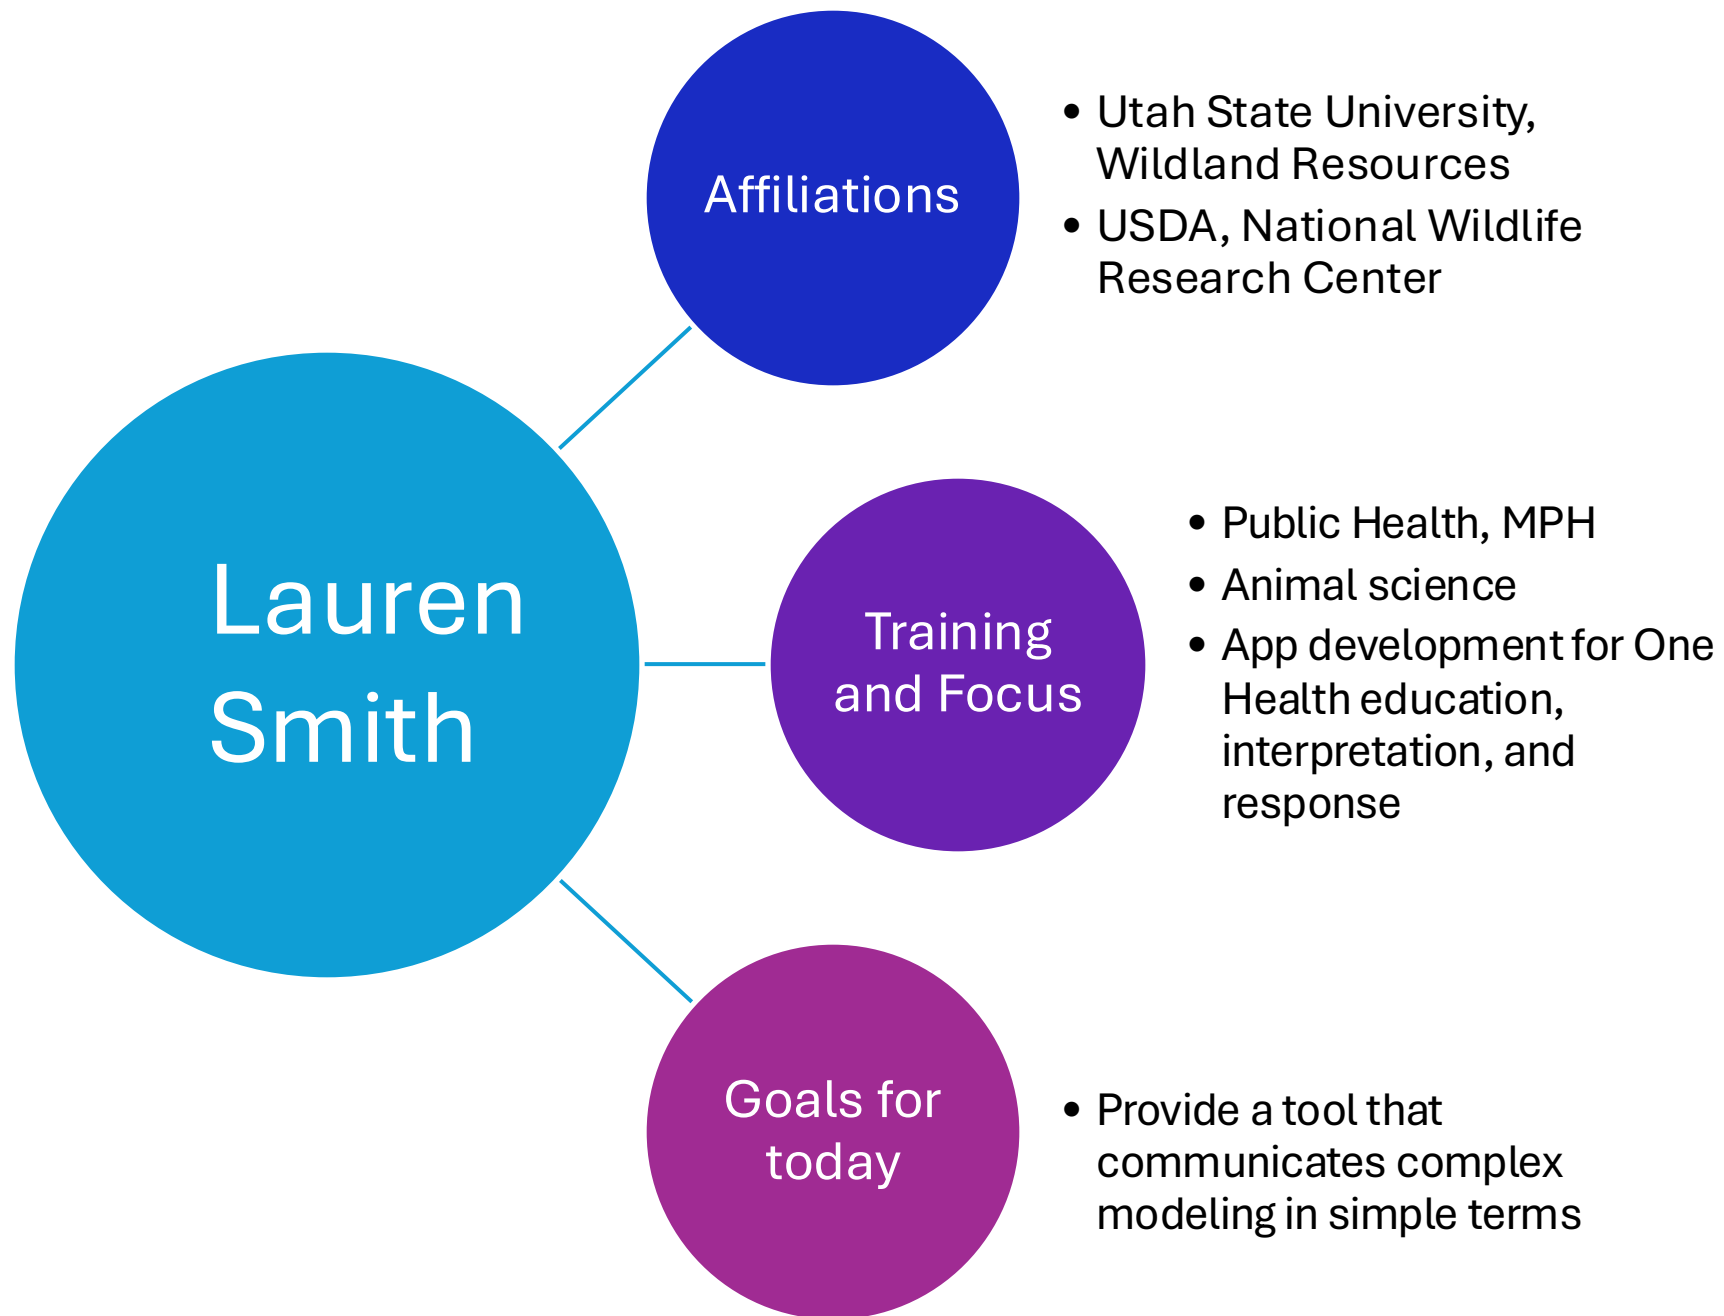 Affiliations
• Utah State University,
Wildland Resources
• USDA, National Wildlife
Research Center
Lauren
Smith
Training
and Focus
• Public Health, MPH
• Animal science
• App development for One
Health education,
interpretation, and
response
Goals for
today
• Provide a tool that
communicates complex
modeling in simple terms